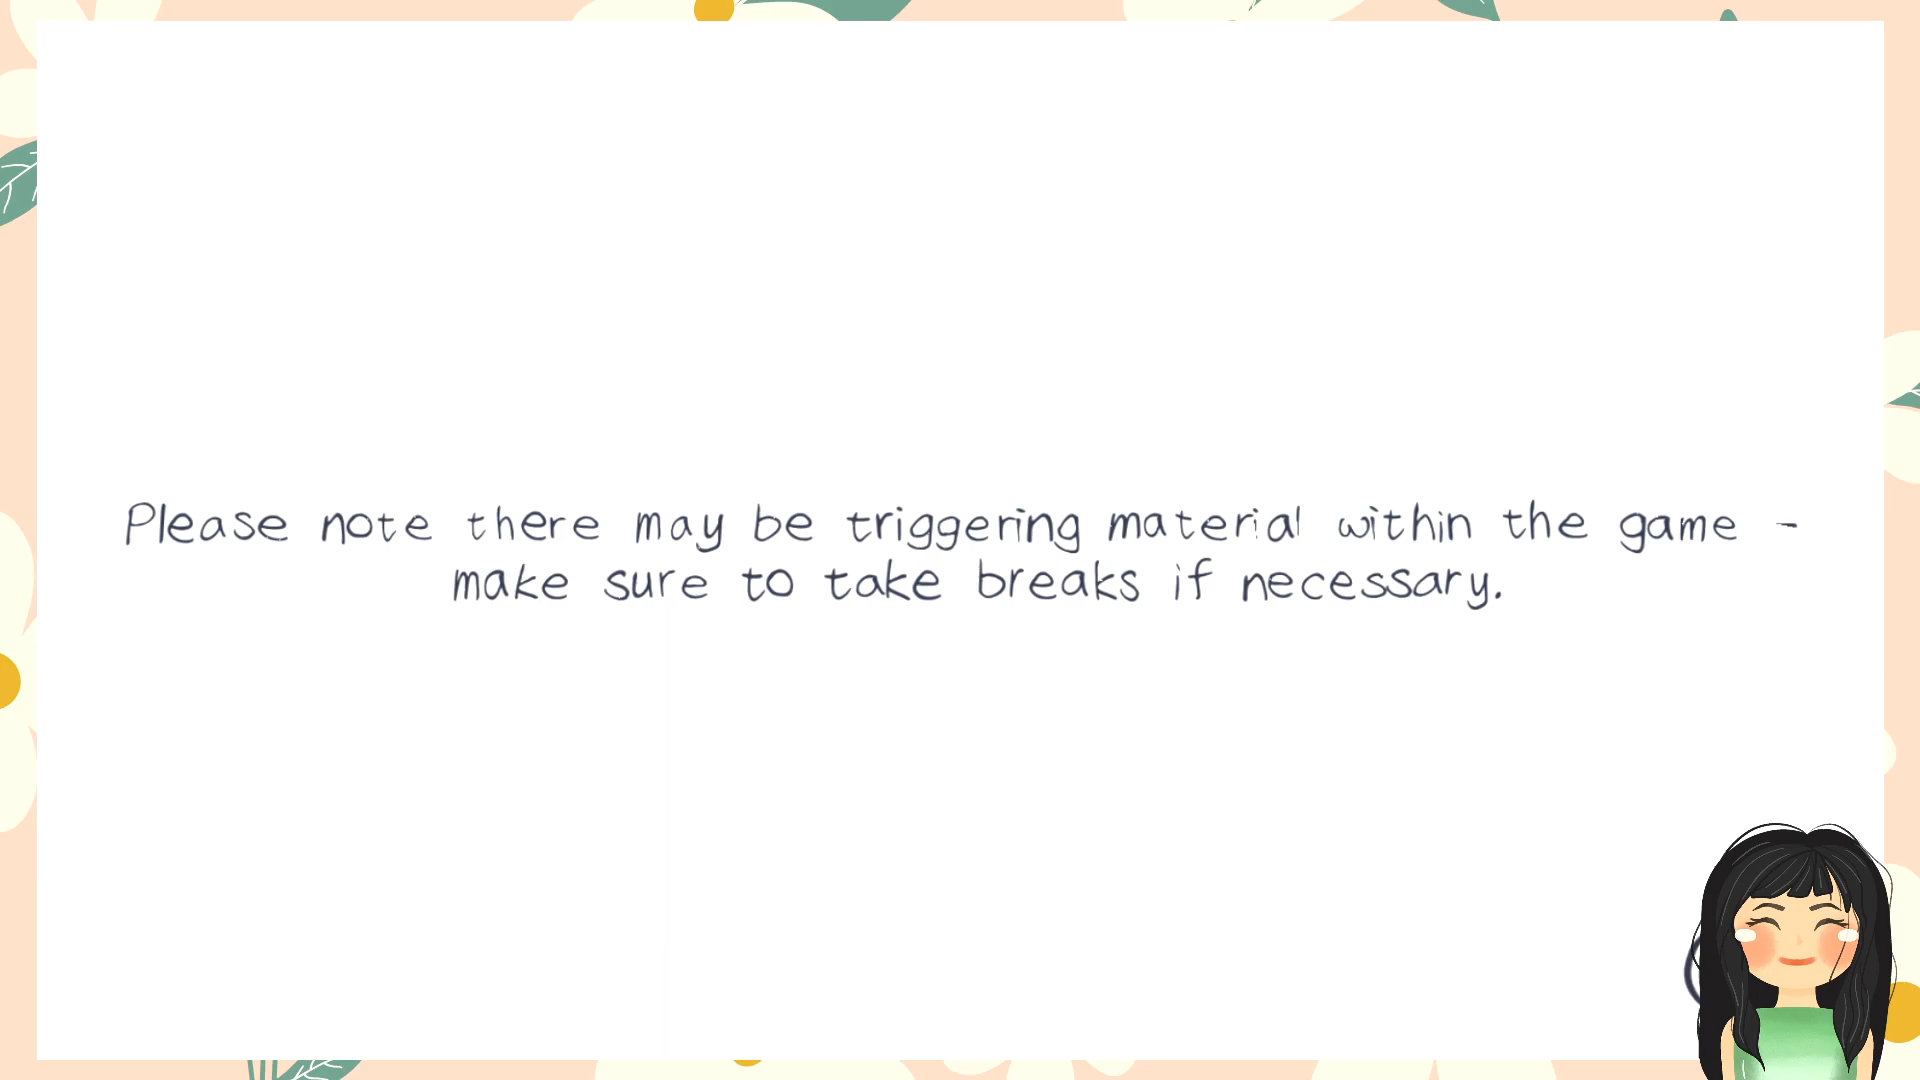 Please note there may be triggering material within the game -
make sure to take breaks if necessary.